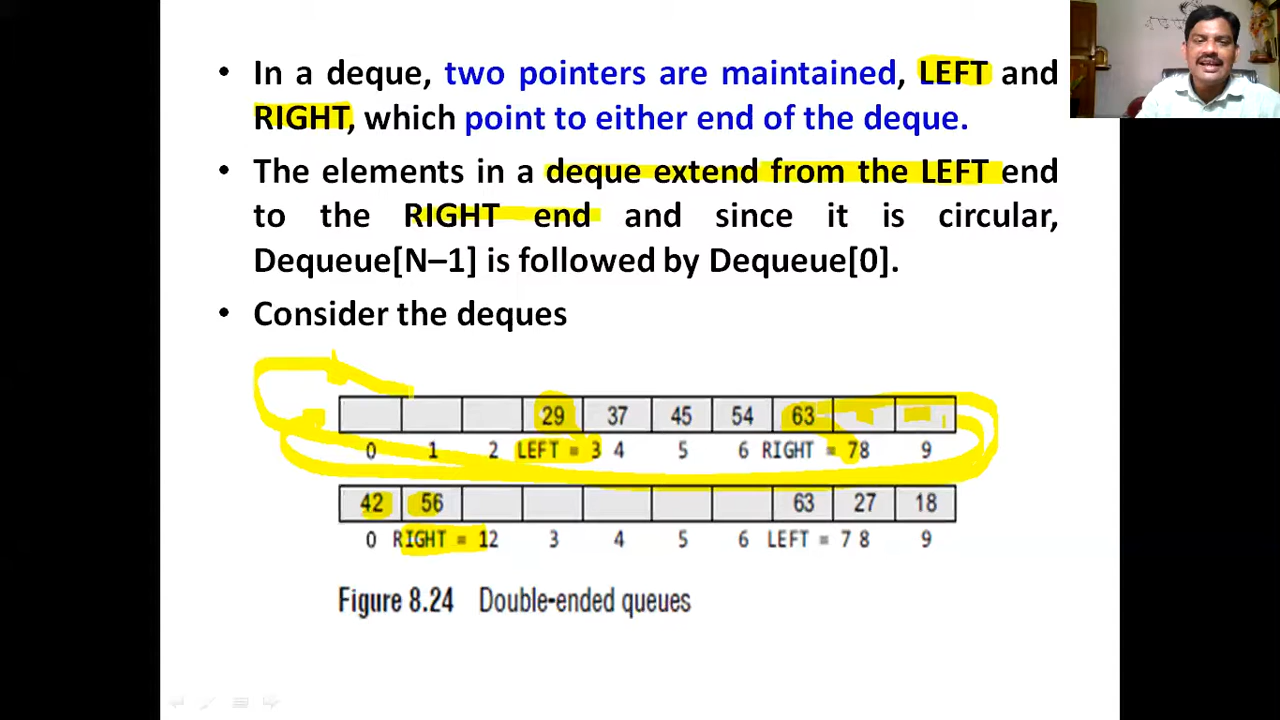 • In a deque, two pointers are maintained, LEFT and
RIGHT, which point to either end of the deque.
• The elements in a deque extend from the LEFT end
to the RIGHT end and since it is circular,
Dequeue[N–1] is followed by Dequeue[0].
• Consider the deques
29 37 45 54 63
0 1 2 LEFT = 3 4 5 6 RIGHT = 7 8 9
42 56 63 27 18
0 RIGHT = 1 2 3 4 5 6 LEFT = 7 8 9
Figure 8.24 Double-ended queues